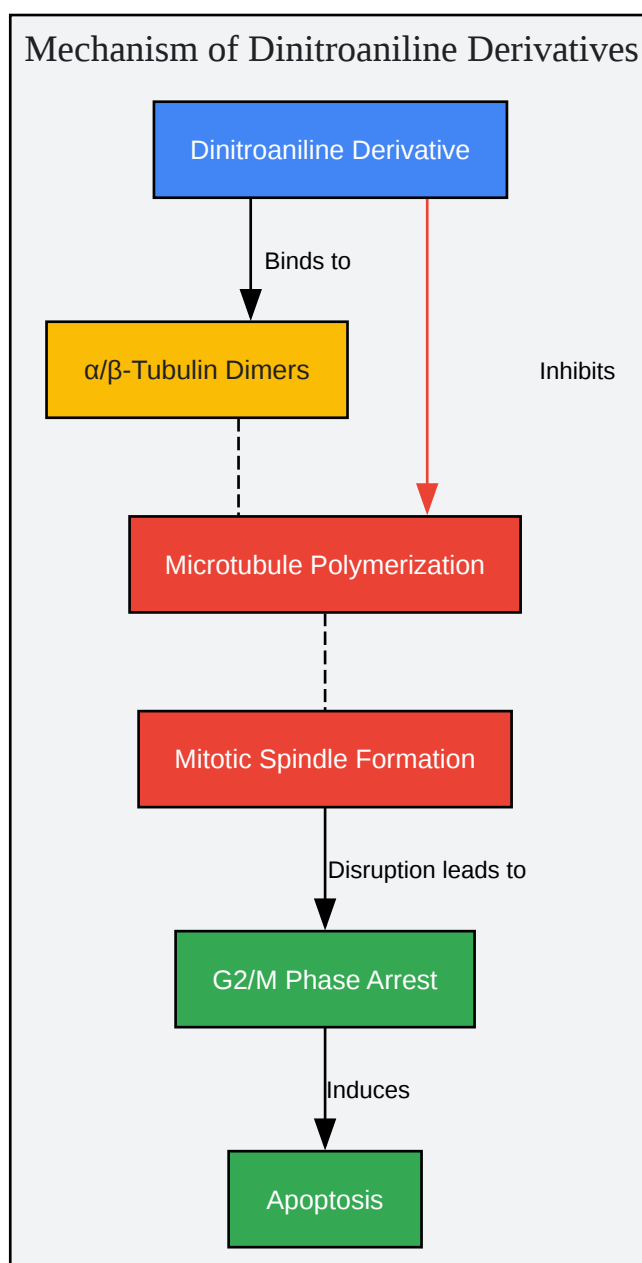 Mechanism of Dinitroaniline Derivatives
Dinitroaniline Derivative
Binds to
α/β-Tubulin Dimers
Inhibits
Microtubule Polymerization
Mitotic Spindle Formation
Disruption leads to
G2/M Phase Arrest
Induces
Apoptosis